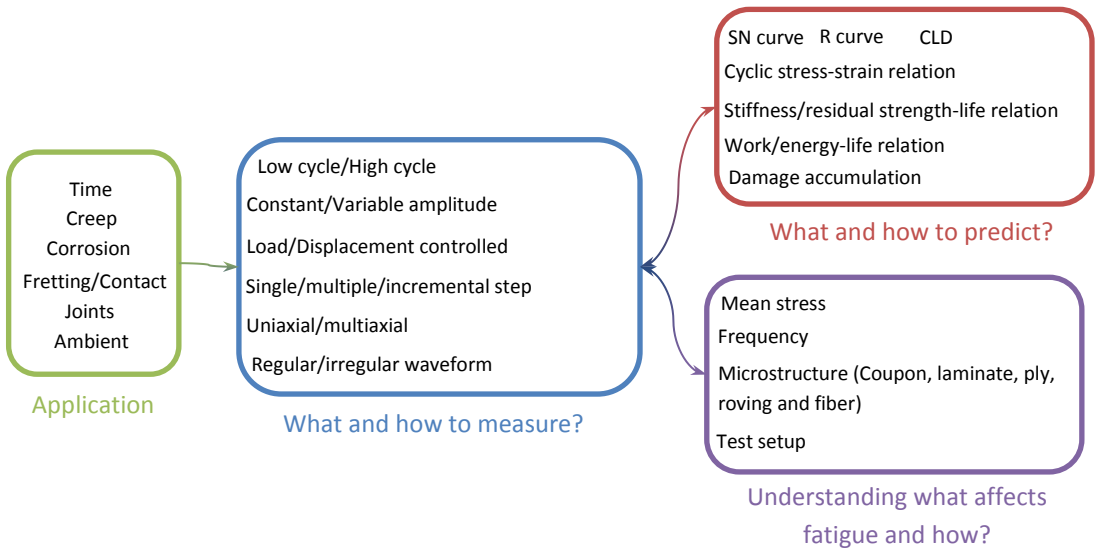 Time
Creep
Corrosion
Fretting/Contact
Joints
Ambient
Application
Low cycle/High cycle
Constant/Variable amplitude
Load/Displacement controlled
Single/multiple/incremental step
Uniaxial/multiaxial
Regular/irregular waveform
What and how to measure?
SN curve R curve CLD
Cyclic stress-strain relation
Stiffness/residual strength-life relation
Work/energy-life relation
Damage accumulation
What and how to predict?
Mean stress
Frequency
Microstructure (Coupon, laminate, ply,
roving and fiber)
Test setup
Understanding what affects
fatigue and how?